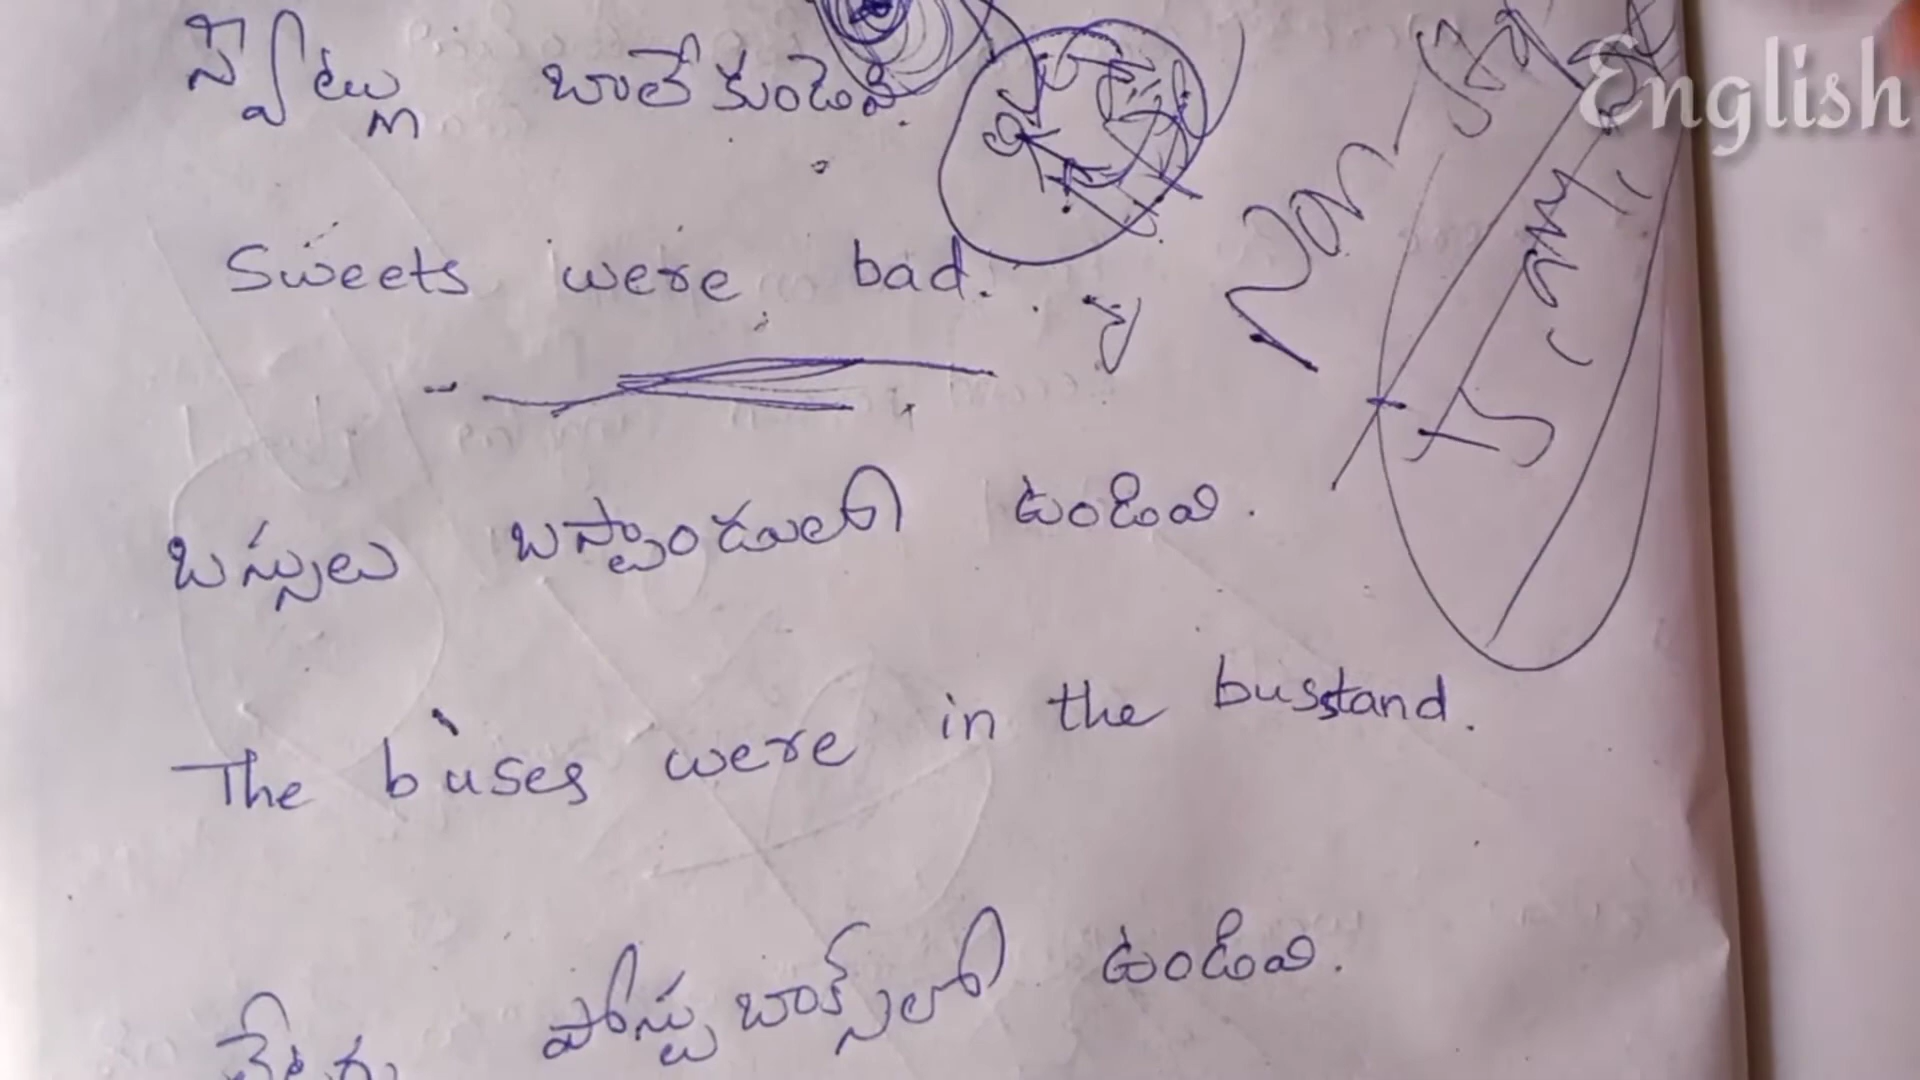 స్వీట్లు బాలేకుండెవి.
English
Sweets were bad.
బస్సులు బస్టాండులో ఉండెవి.
The buses were in the busstand.
పోస్టు బాక్స్‌లో ఉండెవి.